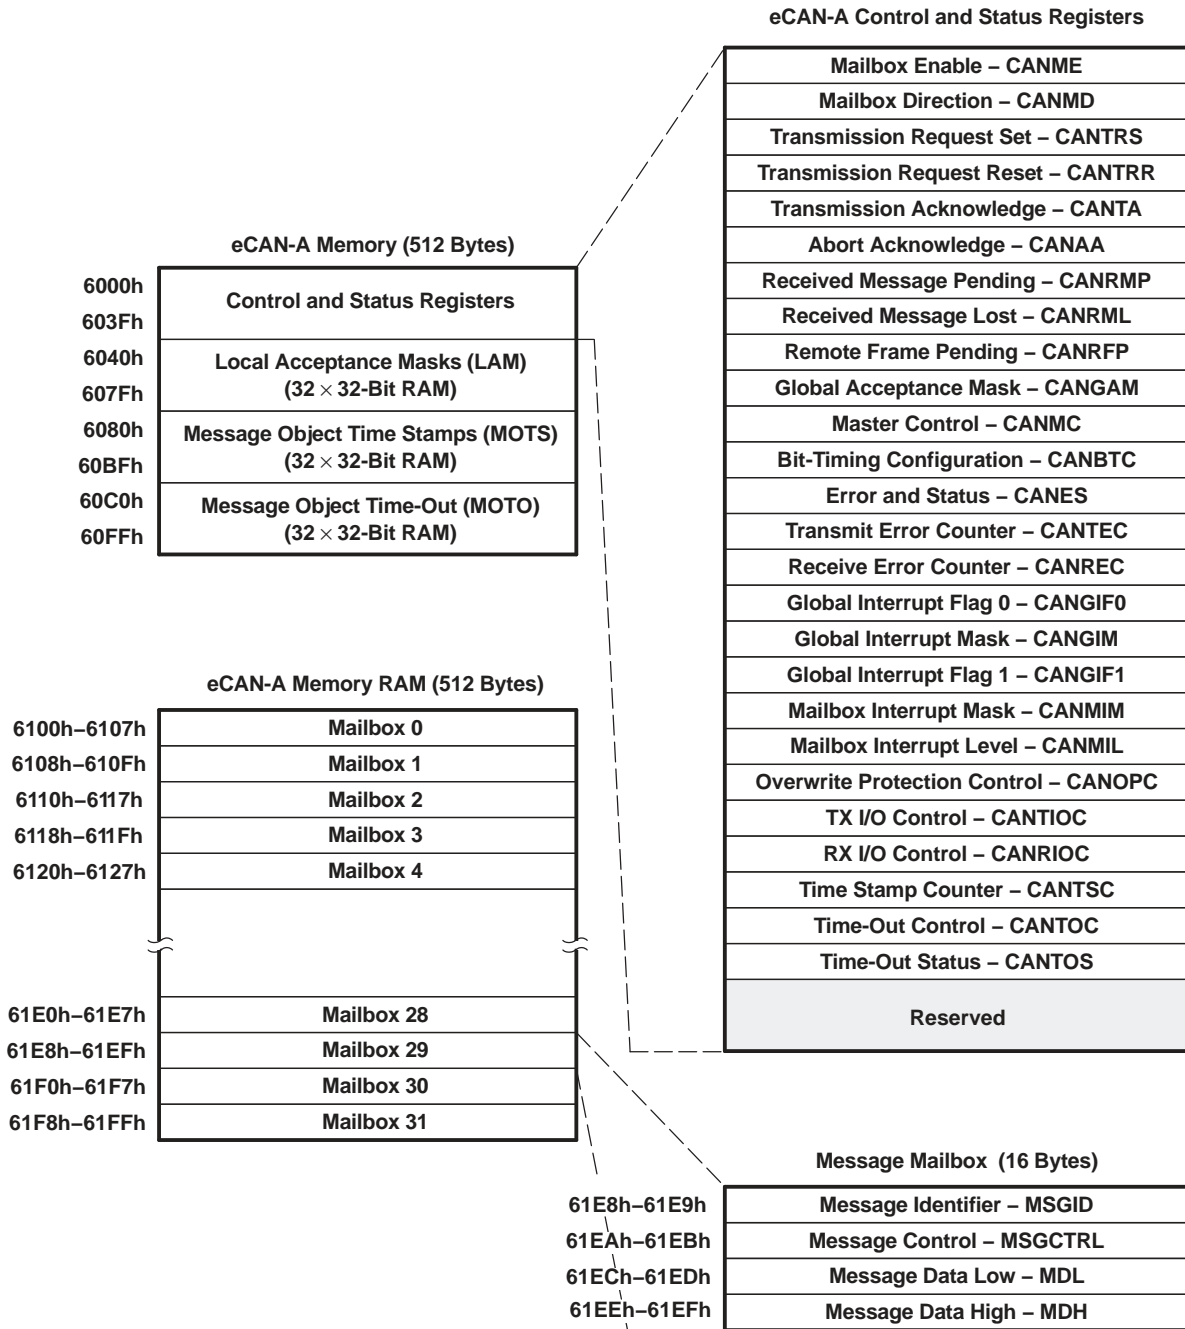 eCAN-A Control and Status Registers
Mailbox Enable – CANME
Mailbox Direction – CANMD
Transmission Request Set – CANTRS
Transmission Request Reset – CANTRR
Transmission Acknowledge – CANTA
Abort Acknowledge – CANAA
Received Message Pending – CANRMP
Received Message Lost – CANRML
Remote Frame Pending – CANRFP
Global Acceptance Mask – CANGAM
Master Control – CANMC
Bit-Timing Configuration – CANBTC
Error and Status – CANES
Transmit Error Counter – CANTEC
Receive Error Counter – CANREC
Global Interrupt Flag 0 – CANGIF0
Global Interrupt Mask – CANGIM
Global Interrupt Flag 1 – CANGIF1
Mailbox Interrupt Mask – CANMIM
Mailbox Interrupt Level – CANMIL
Overwrite Protection Control – CANOPC
TX I/O Control – CANTIOC
RX I/O Control – CANRIOC
Time Stamp Counter – CANTSC
Time-Out Control – CANTOC
Time-Out Status – CANTOS
Reserved
eCAN-A Memory (512 Bytes)
6000h
Control and Status Registers
603Fh
6040h
Local Acceptance Masks (LAM)
(32 × 32-Bit RAM)
607Fh
6080h
Message Object Time Stamps (MOTS)
(32 × 32-Bit RAM)
60BFh
60C0h
Message Object Time-Out (MOTO)
(32 × 32-Bit RAM)
60FFh
eCAN-A Memory RAM (512 Bytes)
6100h–6107h Mailbox 0
6108h–610Fh Mailbox 1
6110h–6117h Mailbox 2
6118h–611Fh Mailbox 3
6120h–6127h Mailbox 4
61E0h–61E7h Mailbox 28
61E8h–61EFh Mailbox 29
61F0h–61F7h Mailbox 30
61F8h–61FFh Mailbox 31
Message Mailbox (16 Bytes)
61E8h–61E9h Message Identifier – MSGID
61EAh–61EBh Message Control – MSGCTRL
61ECh–61EDh Message Data Low – MDL
61EEh–61EFh Message Data High – MDH